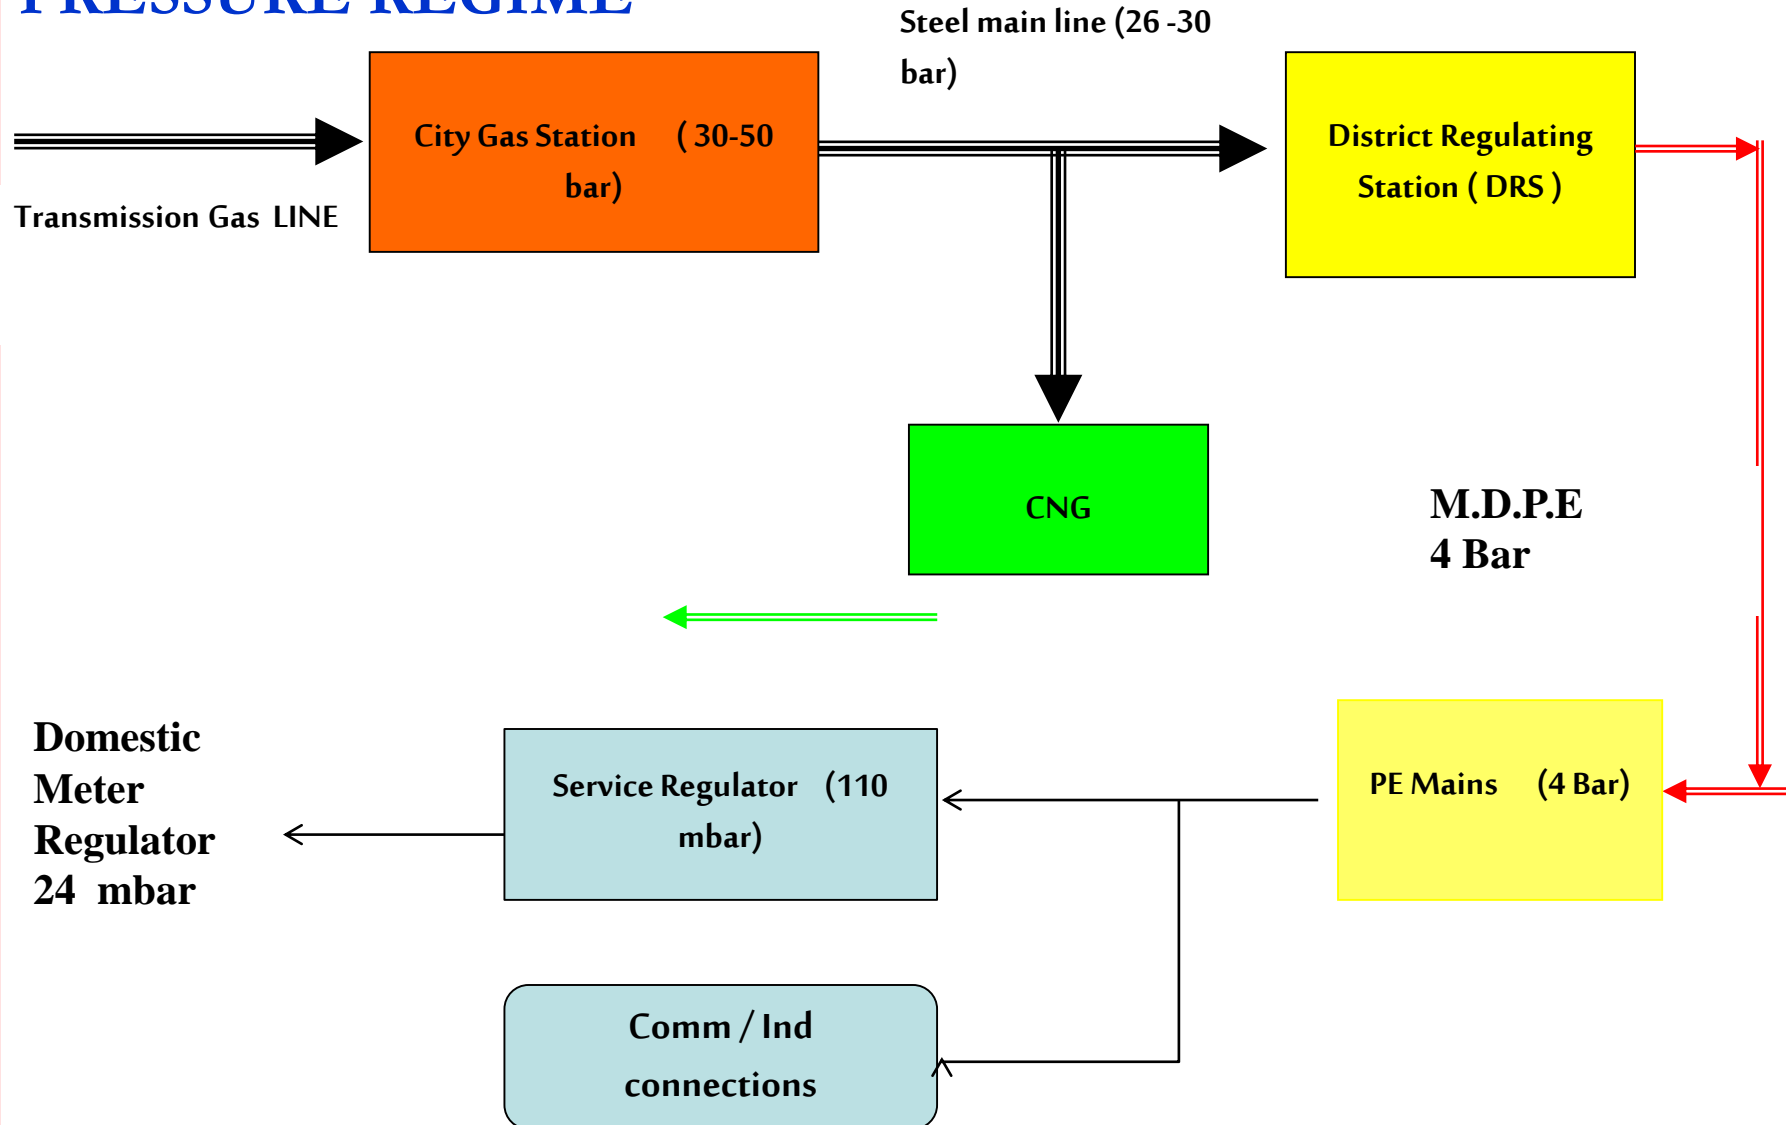 PRESSURE REGIME
Steel main line (26 -30
bar)
City Gas Station ( 30-50
bar)
District Regulating
Station ( DRS )
Transmission Gas LINE
CNG
M.D.P.E
4 Bar
Domestic
Meter
Regulator
24 mbar
Service Regulator (110
mbar)
PE Mains (4 Bar)
Comm / Ind
connections